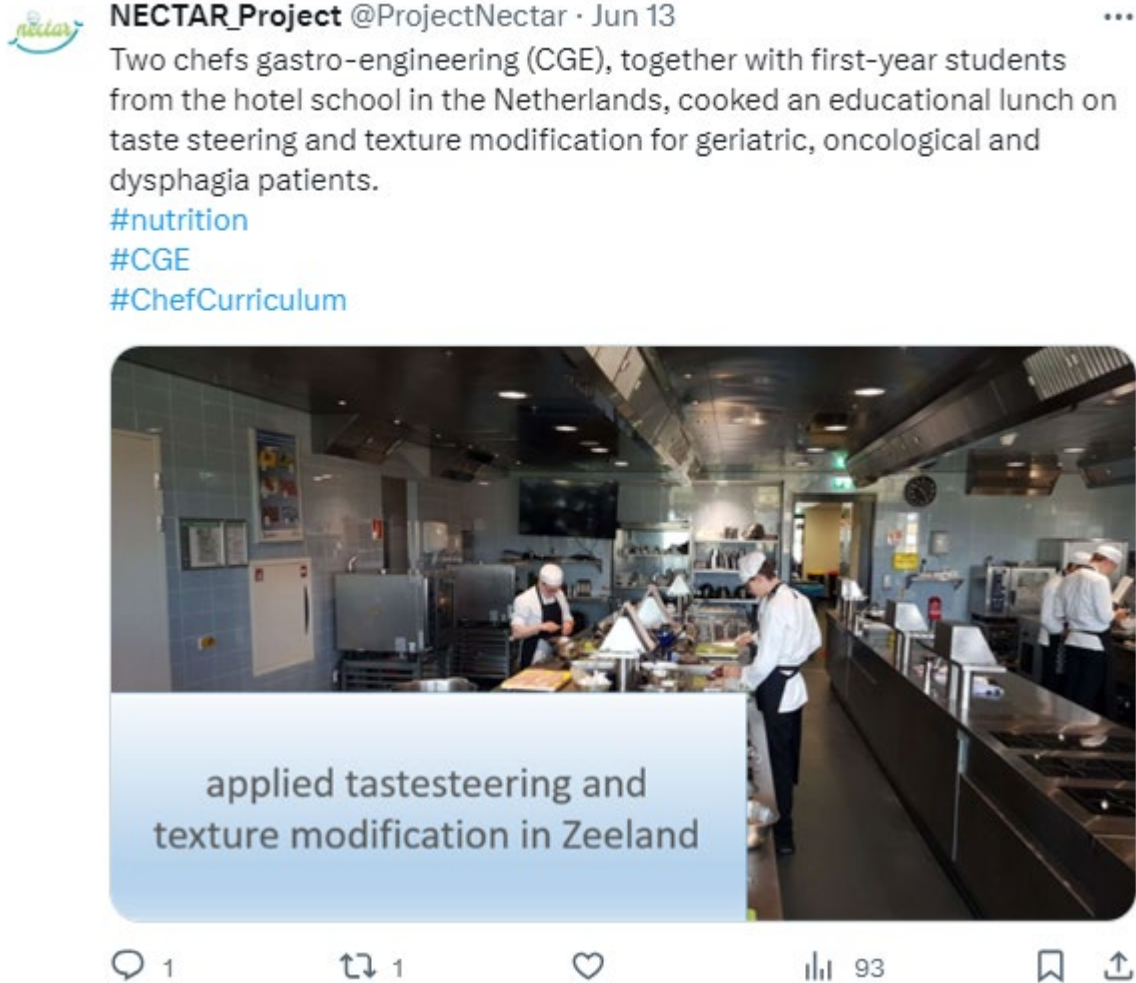 nectar
NECTAR_Project @ProjectNectar · Jun 13
Two chefs gastro-engineering (CGE), together with first-year students
from the hotel school in the Netherlands, cooked an educational lunch on
taste steering and texture modification for geriatric, oncological and
dysphagia patients.
#nutrition
#CGE
#ChefCurriculum
applied tastesteering and
texture modification in Zeeland
1
1
93